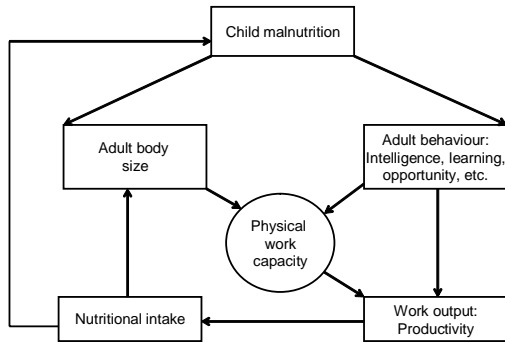 Child malnutrition
Adult body
size
Adult behaviour:
Intelligence, learning,
opportunity, etc.
Physical
work
capacity
Nutritional intake
Work output:
Productivity